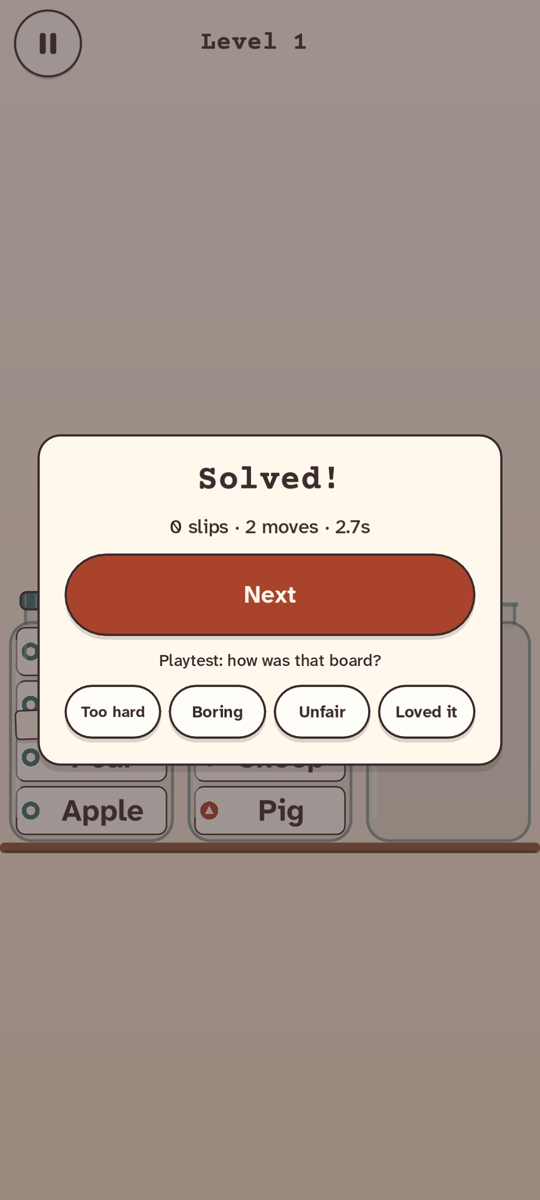 Level 1
Solved!
0 slips · 2 moves · 2.7s
Next
Playtest: how was that board?
Too hard
Boring
Unfair
Loved it
Apple
Pig